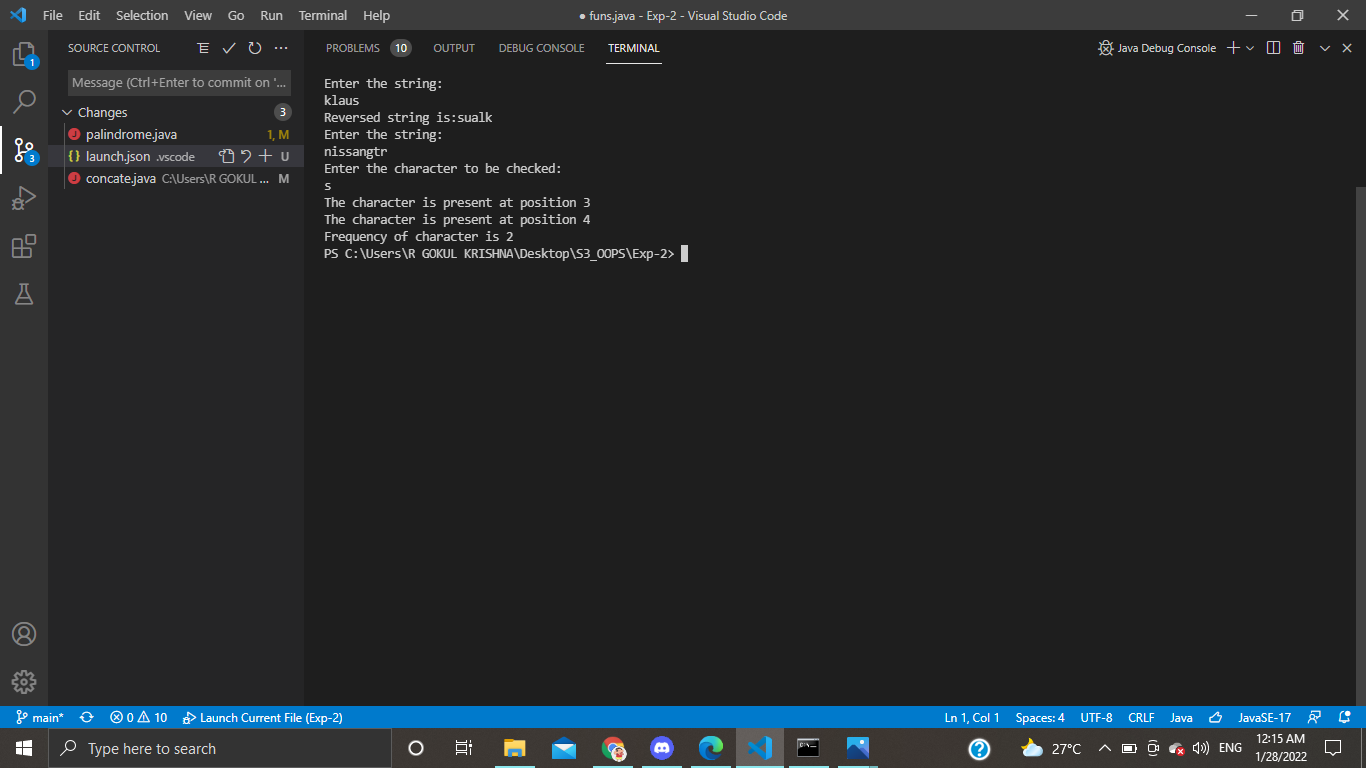 File Edit Selection View Go Run Terminal Help
● funs.java - Exp-2 - Visual Studio Code
SOURCE CONTROL
PROBLEMS 10 OUTPUT DEBUG CONSOLE TERMINAL
Java Debug Console
1
Message (Ctrl+Enter to commit on '...
Changes 3
palindrome.java 1, M
3
launch.json .vscode U
concate.java C:\Users\R GOKUL ... M
Enter the string:
klaus
Reversed string is:sualk
Enter the string:
nissangtr
Enter the character to be checked:
s
The character is present at position 3
The character is present at position 4
Frequency of character is 2
PS C:\Users\R GOKUL KRISHNA\Desktop\S3_OOPS\Exp-2>
main* 0 10 Launch Current File (Exp-2)
Ln 1, Col 1 Spaces: 4 UTF-8 CRLF Java JavaSE-17
Type here to search
27°C ENG
12:15 AM
1/28/2022